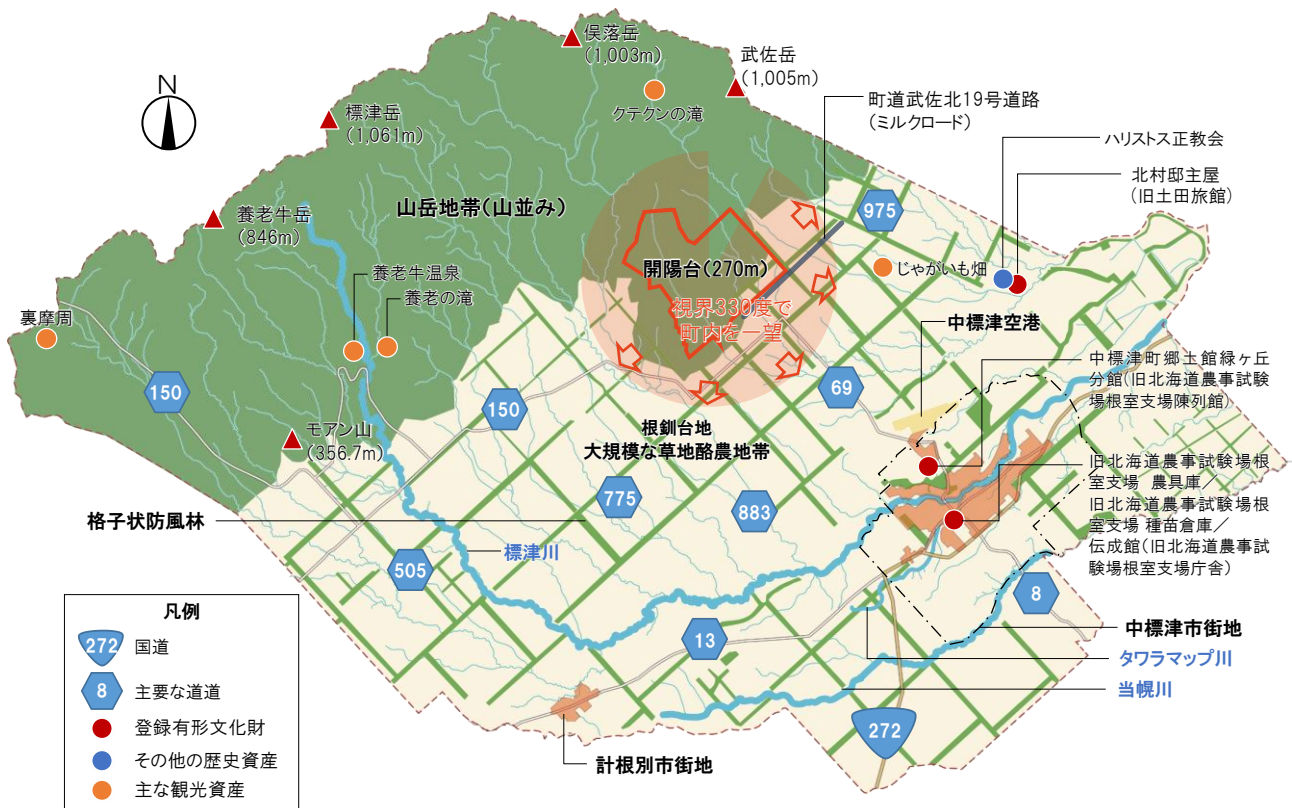 俣落岳
(1,003m)
武佐岳
(1,005m)
N
クテクンの滝
町道武佐北19号道路
(ミルクロード)
標津岳
(1,061m)
ハリストス正教会
北村邸主屋
(旧土田旅館)
山岳地帯(山並み)
975
養老牛岳
(846m)
開陽台(270m)
じゃがいも畑
養老牛温泉
養老の滝
視界330度で
町内を一望
裏摩周
中標津空港
中標津町郷土館緑ヶ丘
分館(旧北海道農事試験
場根室支場陳列館)
150
69
150
モアン山
(356.7m)
根釧台地
大規模な草地酪農地帯
旧北海道農事試験場根
室支場 農具庫/
旧北海道農事試験場根
室支場 種苗倉庫/
伝成館(旧北海道農事試
験場根室支場庁舎)
775
883
格子状防風林
標津川
505
8
凡例
272
国道
8
主要な道道
登録有形文化財
その他の歴史資産
主な観光資産
13
中標津市街地
タワラマップ川
当幌川
272
計根別市街地